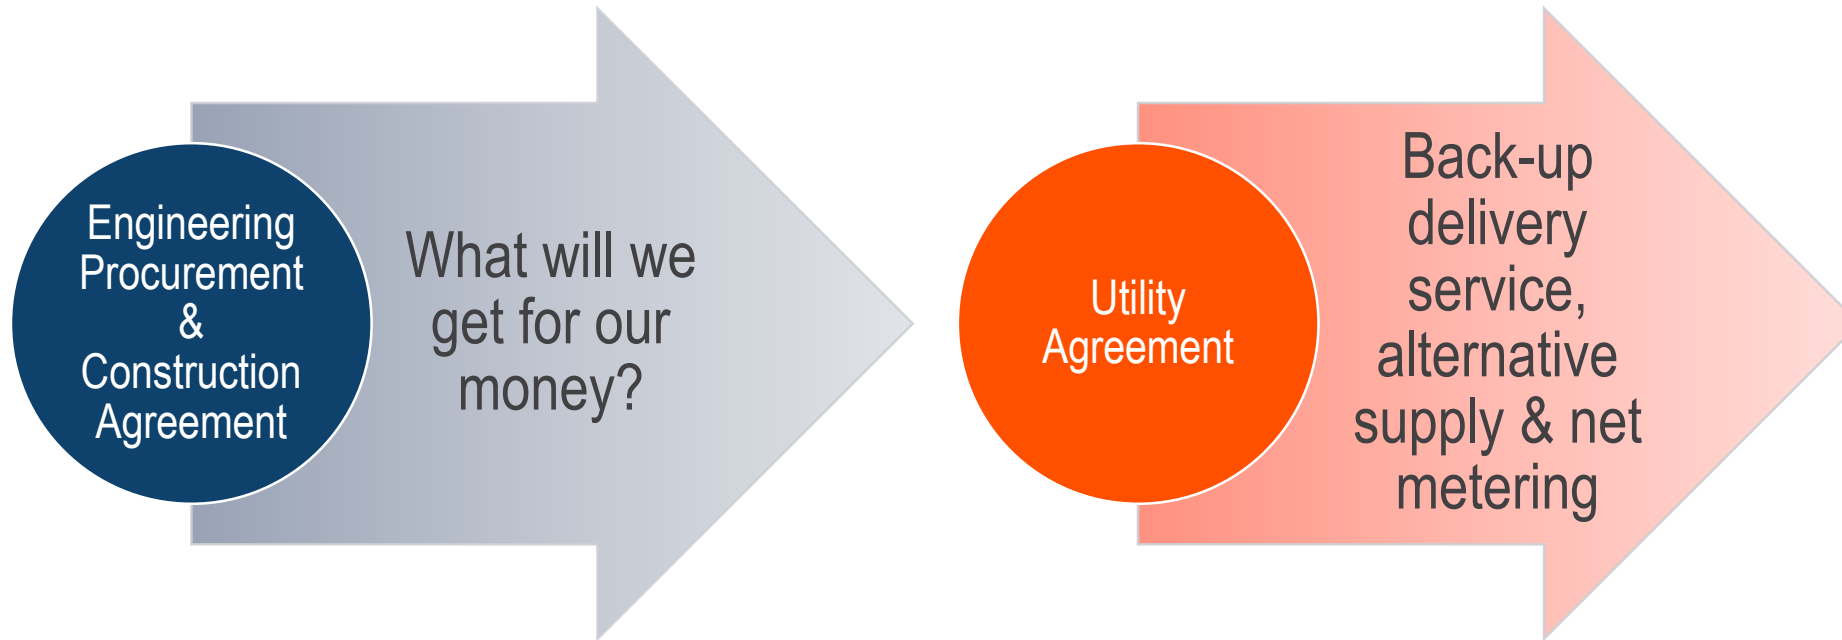 Engineering
Procurement
&
Construction
Agreement
What will we
get for our
money?
Utility
Agreement
Back-up
delivery
service,
alternative
supply & net
metering